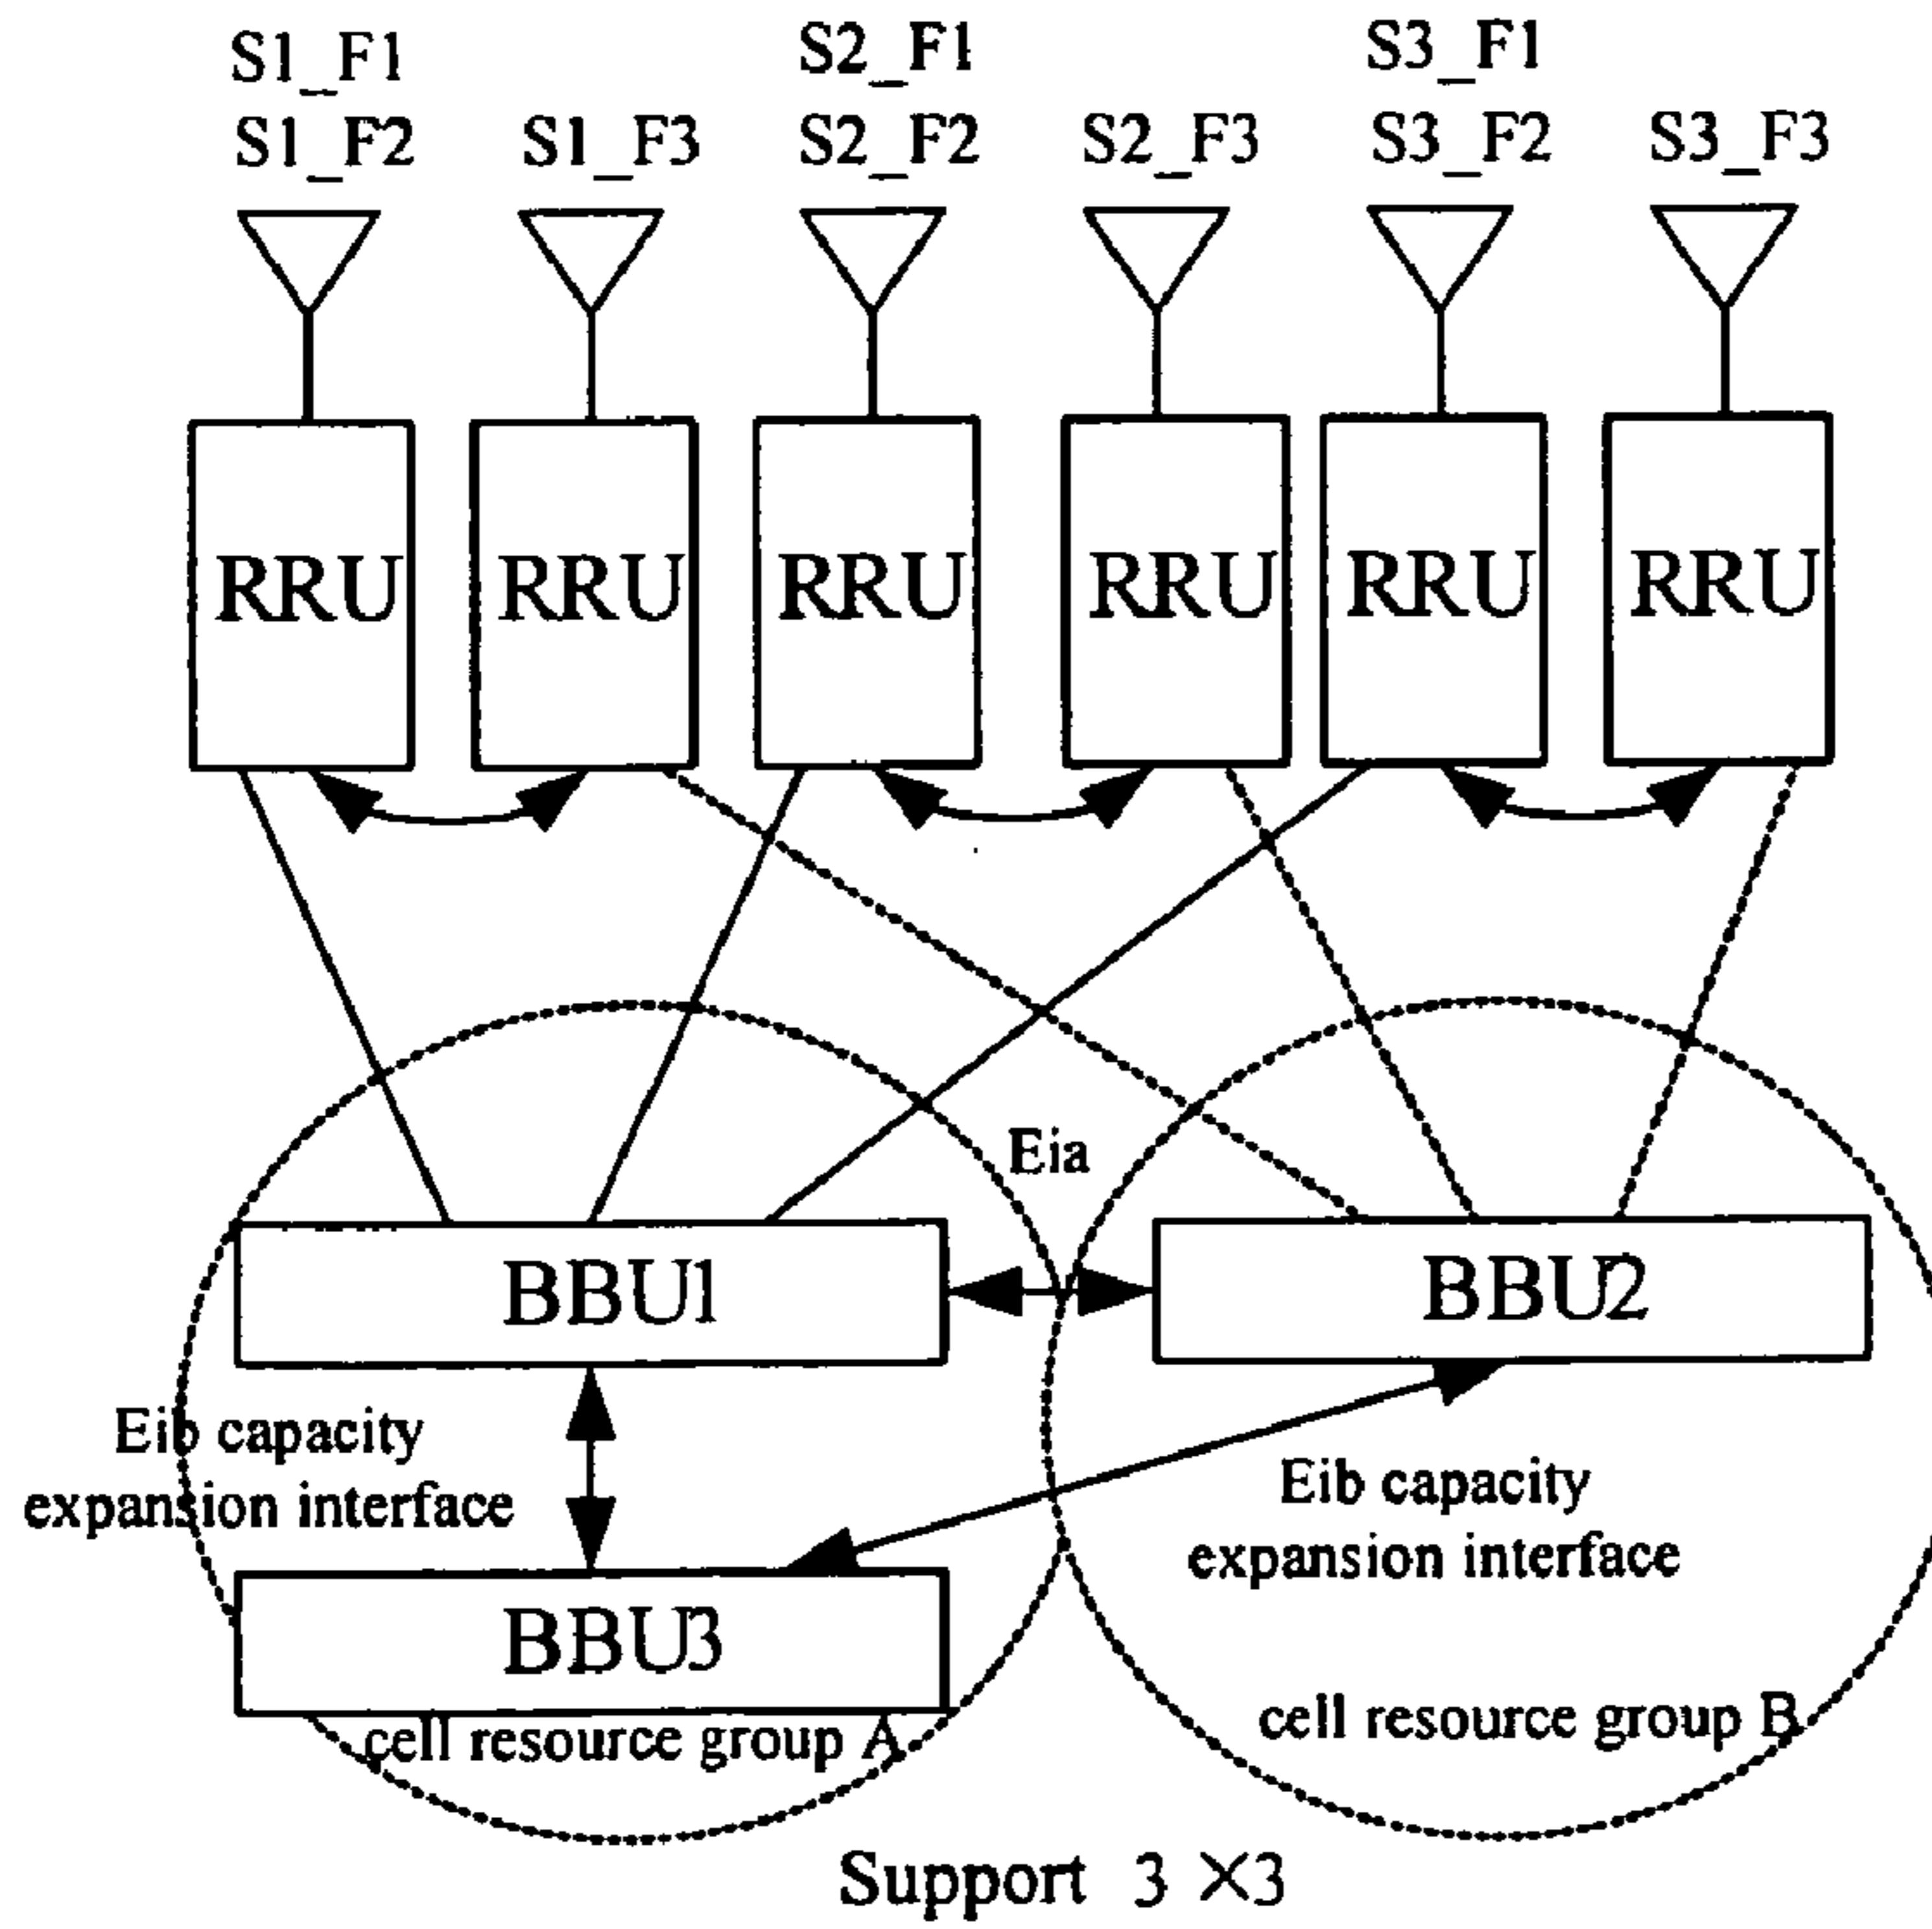 S1_F1
S1_F2
S1_F3
S2_F1
S2_F2
S2_F3
S3_F1
S3_F2
S3_F3
RRU
RRU
RRU
RRU
RRU
RRU
Eia
BBU1
BBU2
Eib capacity
expansion interface
Eib capacity
expansion interface
BBU3
cell resource group A
cell resource group B
Support 3 ×3